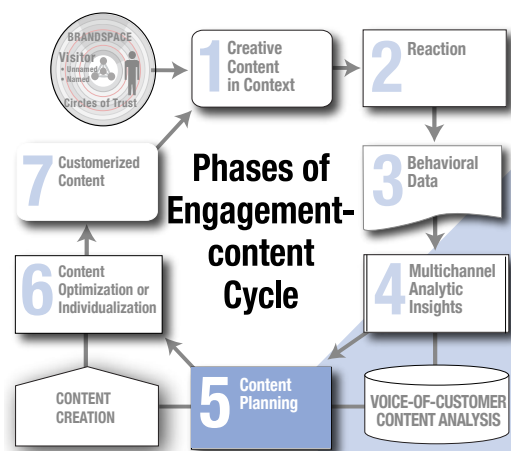 BRANDSPACE
Visitor
• Unnamed
• Named
Circles of Trust
1 Creative
Content
in Context
2 Reaction
3 Behavioral
Data
4 Multichannel
Analytic
Insights
5 Content
Planning
6 Content
Optimization or
Individualization
7 Customerized
Content
Phases of
Engagement-
content
Cycle
CONTENT
CREATION
VOICE-OF-CUSTOMER
CONTENT ANALYSIS